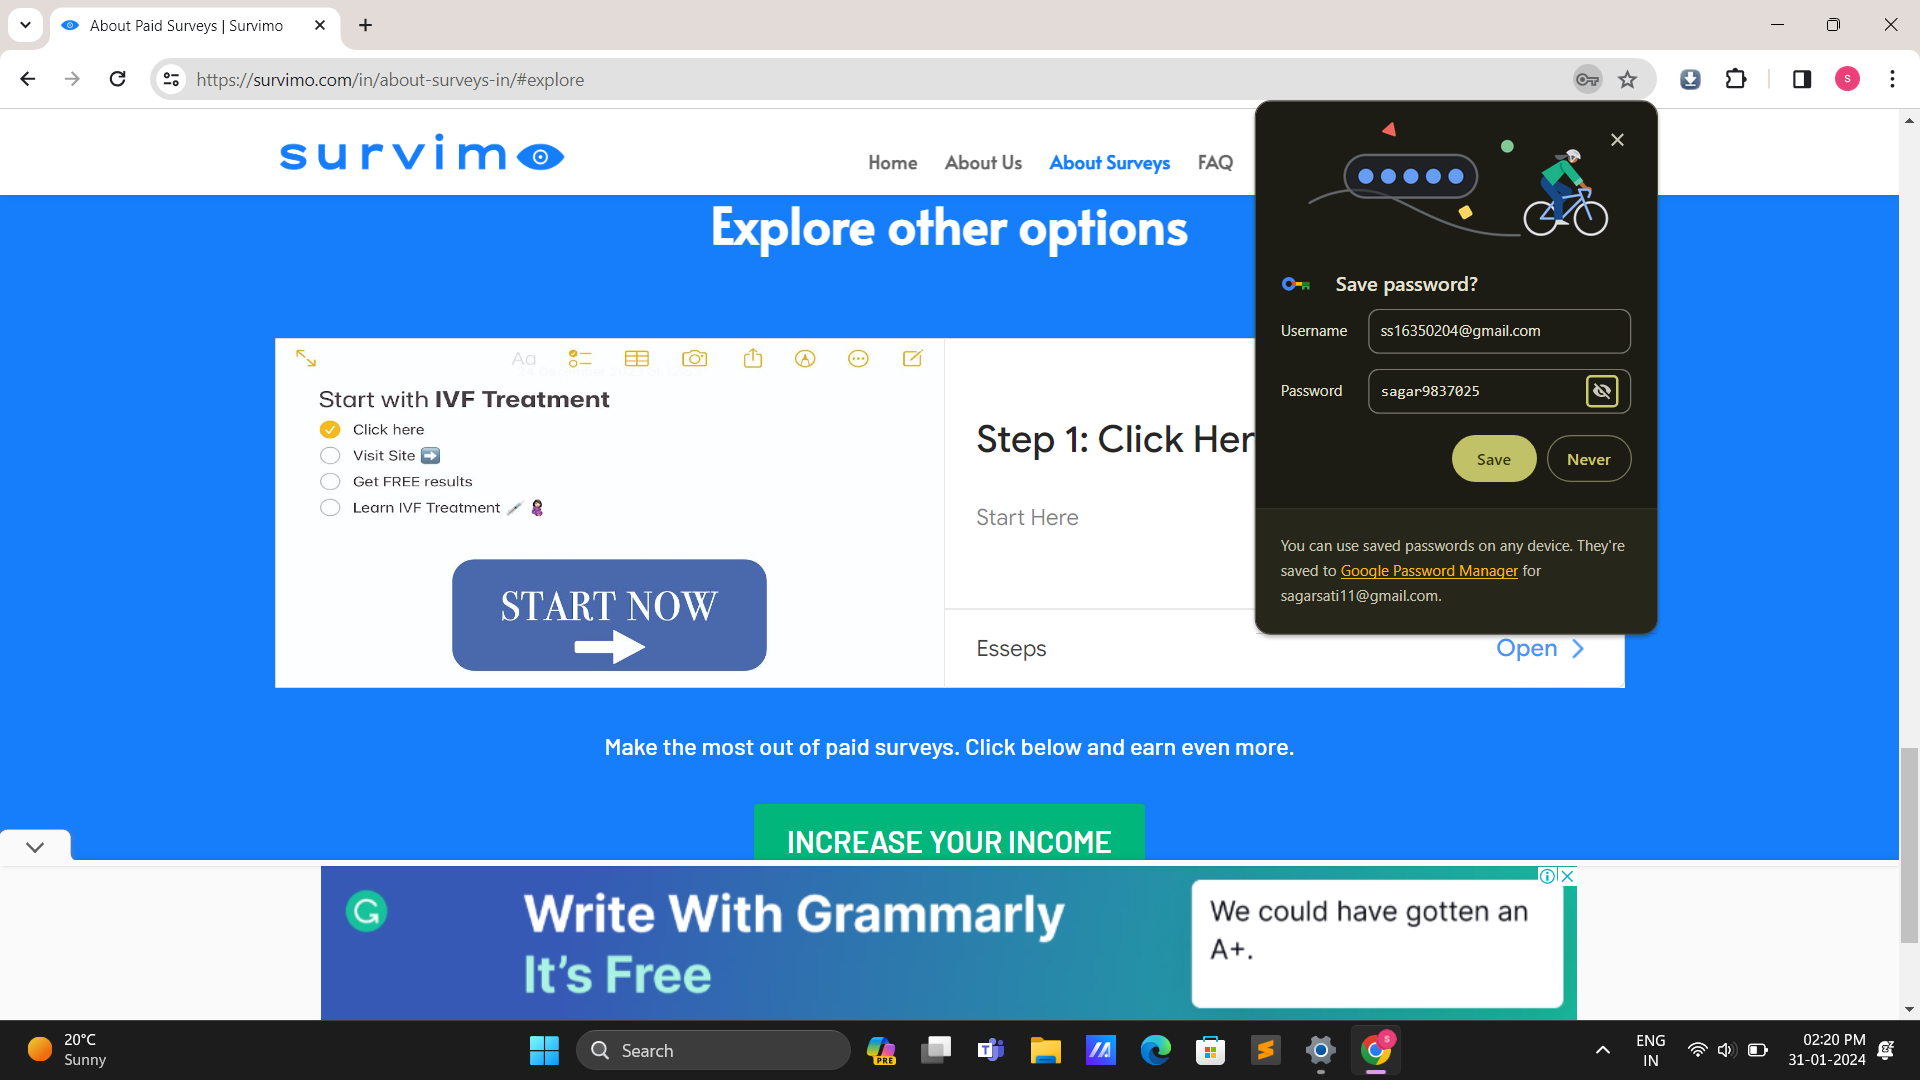 About Paid Surveys | Survimo
https://survimo.com/in/about-surveys-in/#explore
S
survimo
Home
About Us
About Surveys
FAQ
Explore other options
Aa
Start with IVF Treatment
Click here
Visit Site
Get FREE results
Learn IVF Treatment
START NOW
Step 1: Click Her
Start Here
Esseps
Open
Save password?
Username
ss16350204@gmail.com
Password
sagar9837025
Save
Never
You can use saved passwords on any device. They're
saved to Google Password Manager for
sagarsati11@gmail.com.
Make the most out of paid surveys. Click below and earn even more.
INCREASE YOUR INCOME
G
Write With Grammarly
It's Free
We could have gotten an
A+.
20°C
Sunny
Search
PRE
ENG
IN
02:20 PM
31-01-2024